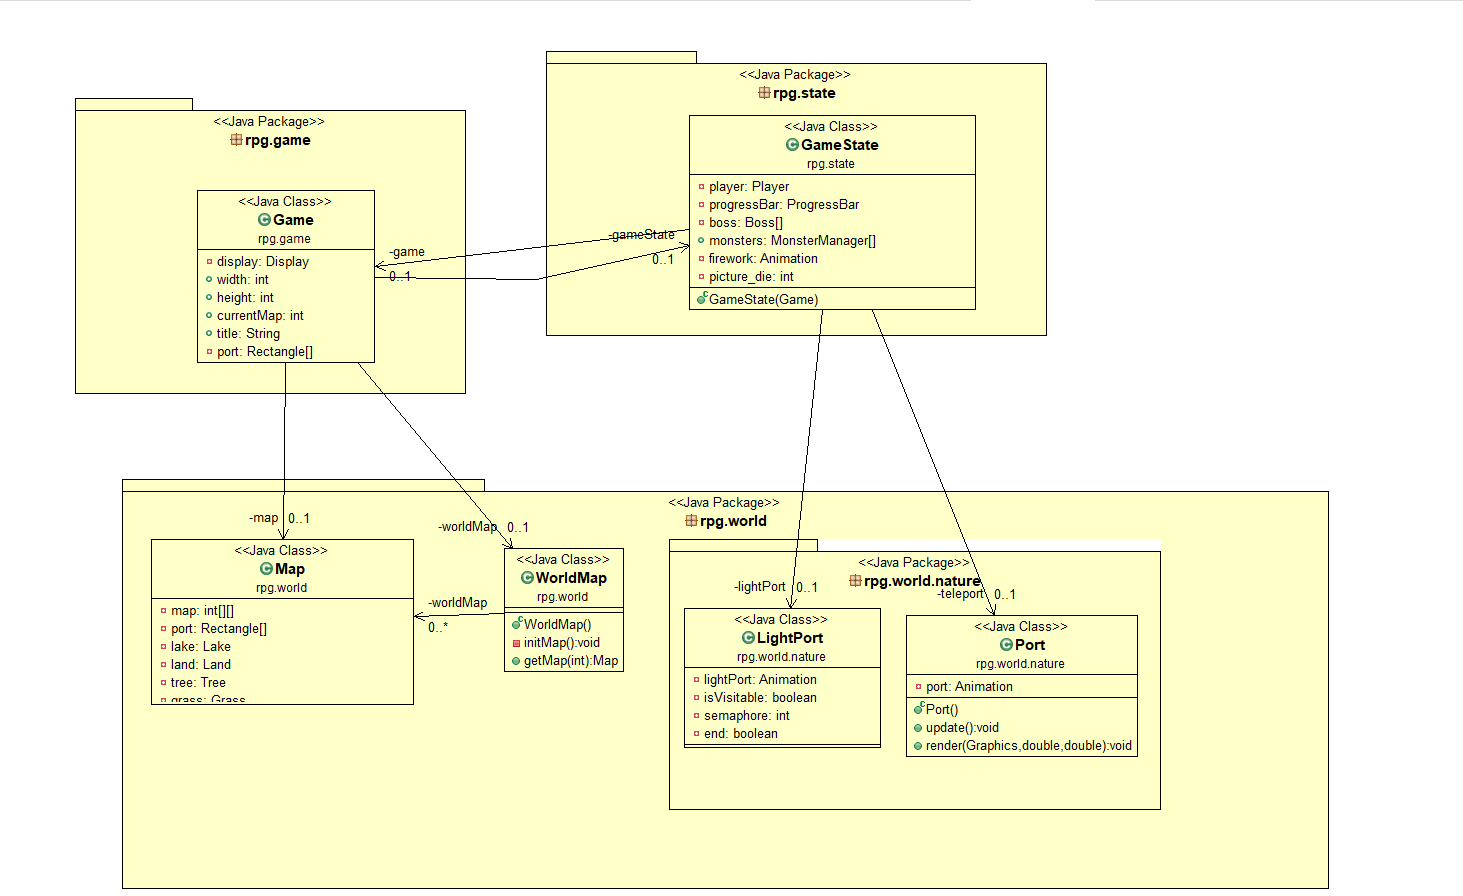 <<Java Package>>
rpg.state
<<Java Class>>
GameState
rpg.state
player: Player
progressBar: ProgressBar
boss: Boss[]
monsters: MonsterManager[]
firework: Animation
picture_die: int
GameState(Game)
<<Java Package>>
rpg.game
<<Java Class>>
Game
rpg.game
display: Display
width: int
height: int
currentMap: int
title: String
port: Rectangle[]
-gameState
0..1
-game
0..1
-map 0..1
-worldMap 0..1
<<Java Package>>
rpg.world
<<Java Class>>
Map
rpg.world
map: int[][]
port: Rectangle[]
lake: Lake
land: Land
tree: Tree
grass: Grass
-worldMap
0..*
<<Java Class>>
WorldMap
rpg.world
WorldMap()
initMap():void
getMap(int):Map
<<Java Package>>
rpg.world.nature
-lightPort 0..1
-teleport 0..1
<<Java Class>>
LightPort
rpg.world.nature
lightPort: Animation
isVisitable: boolean
semaphore: int
end: boolean
<<Java Class>>
Port
rpg.world.nature
port: Animation
Port()
update():void
render(Graphics,double,double):void